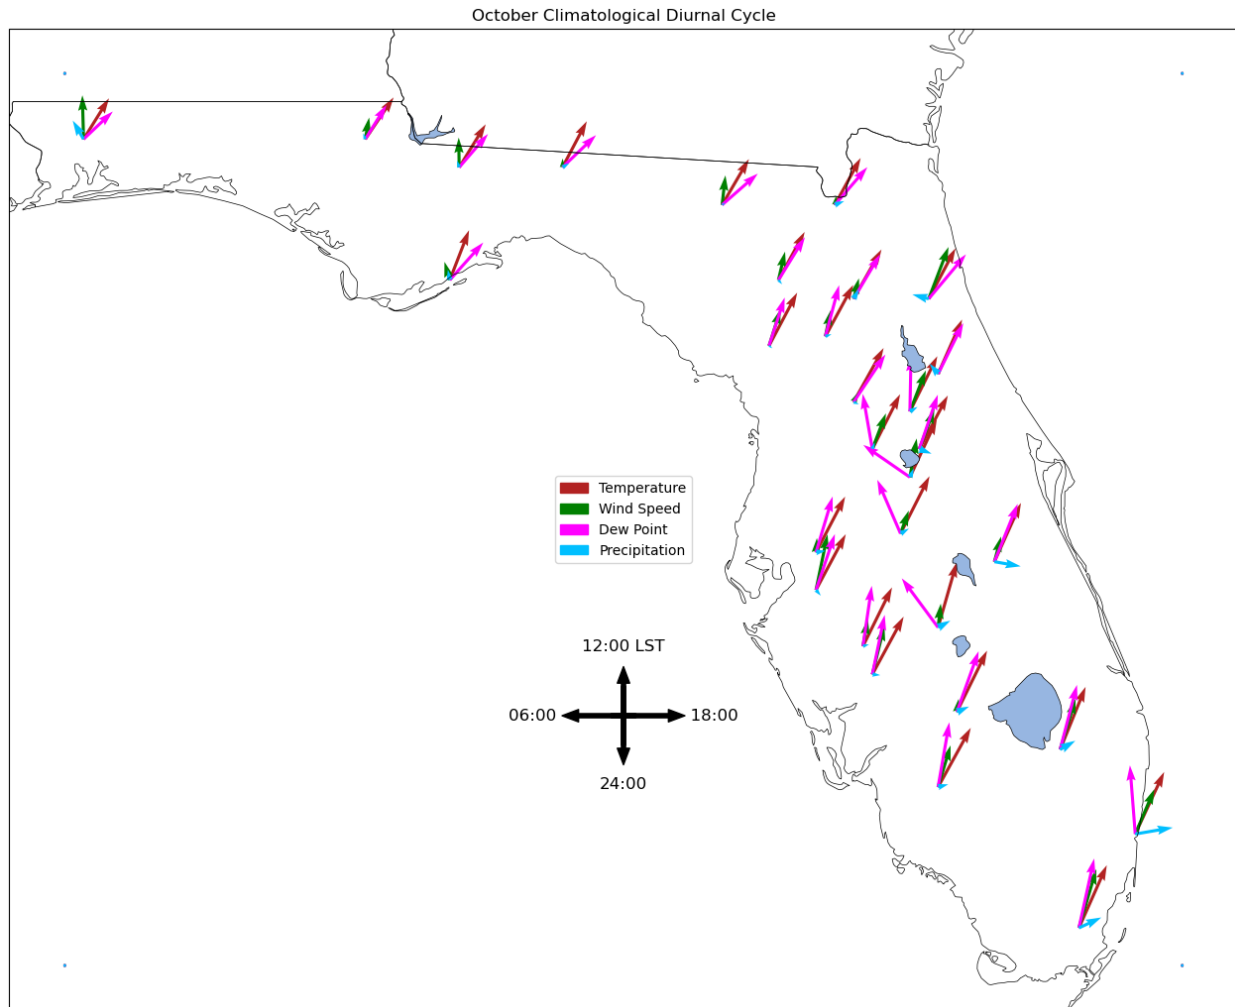 October Climatological Diurnal Cycle
Temperature
Wind Speed
Dew Point
Precipitation
12:00 LST
06:00
18:00
24:00